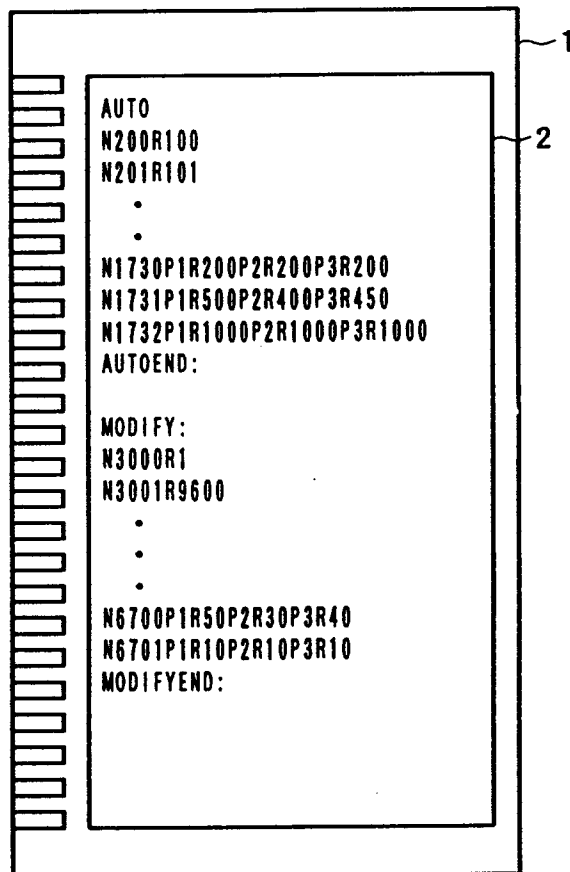 1
2
AUTO
N200R100
N201R101
•
•
N1730P1R200P2R200P3R200
N1731P1R500P2R400P3R450
N1732P1R1000P2R1000P3R1000
AUTOEND:
MODIFY:
N3000R1
N3001R9600
•
•
•
N6700P1R50P2R30P3R40
N6701P1R10P2R10P3R10
MODIFYEND: